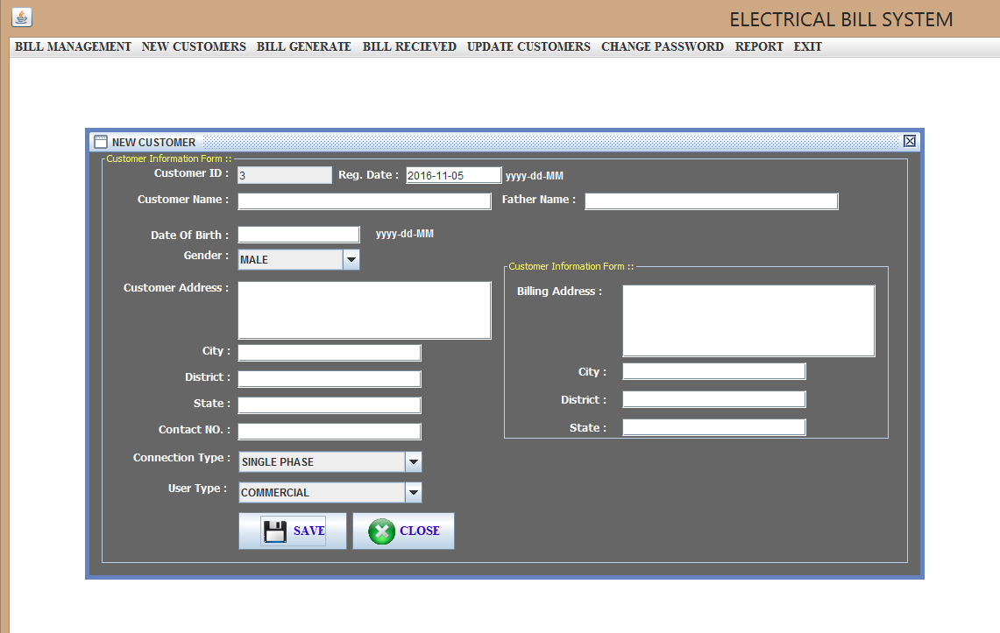 ELECTRICAL BILL SYSTEM
BILL MANAGEMENT NEW CUSTOMERS BILL GENERATE BILL RECIEVED UPDATE CUSTOMERS CHANGE PASSWORD REPORT EXIT
NEW CUSTOMER
Customer Information Form ::
Customer ID : 3 Reg. Date : 2016-11-05 yyyy-dd-MM
Customer Name : Father Name :
Date Of Birth : yyyy-dd-MM
Gender : MALE
Customer Address :
City :
District :
State :
Contact NO. :
Connection Type : SINGLE PHASE
User Type : COMMERCIAL
Customer Information Form ::
Billing Address :
City :
District :
State :
SAVE CLOSE